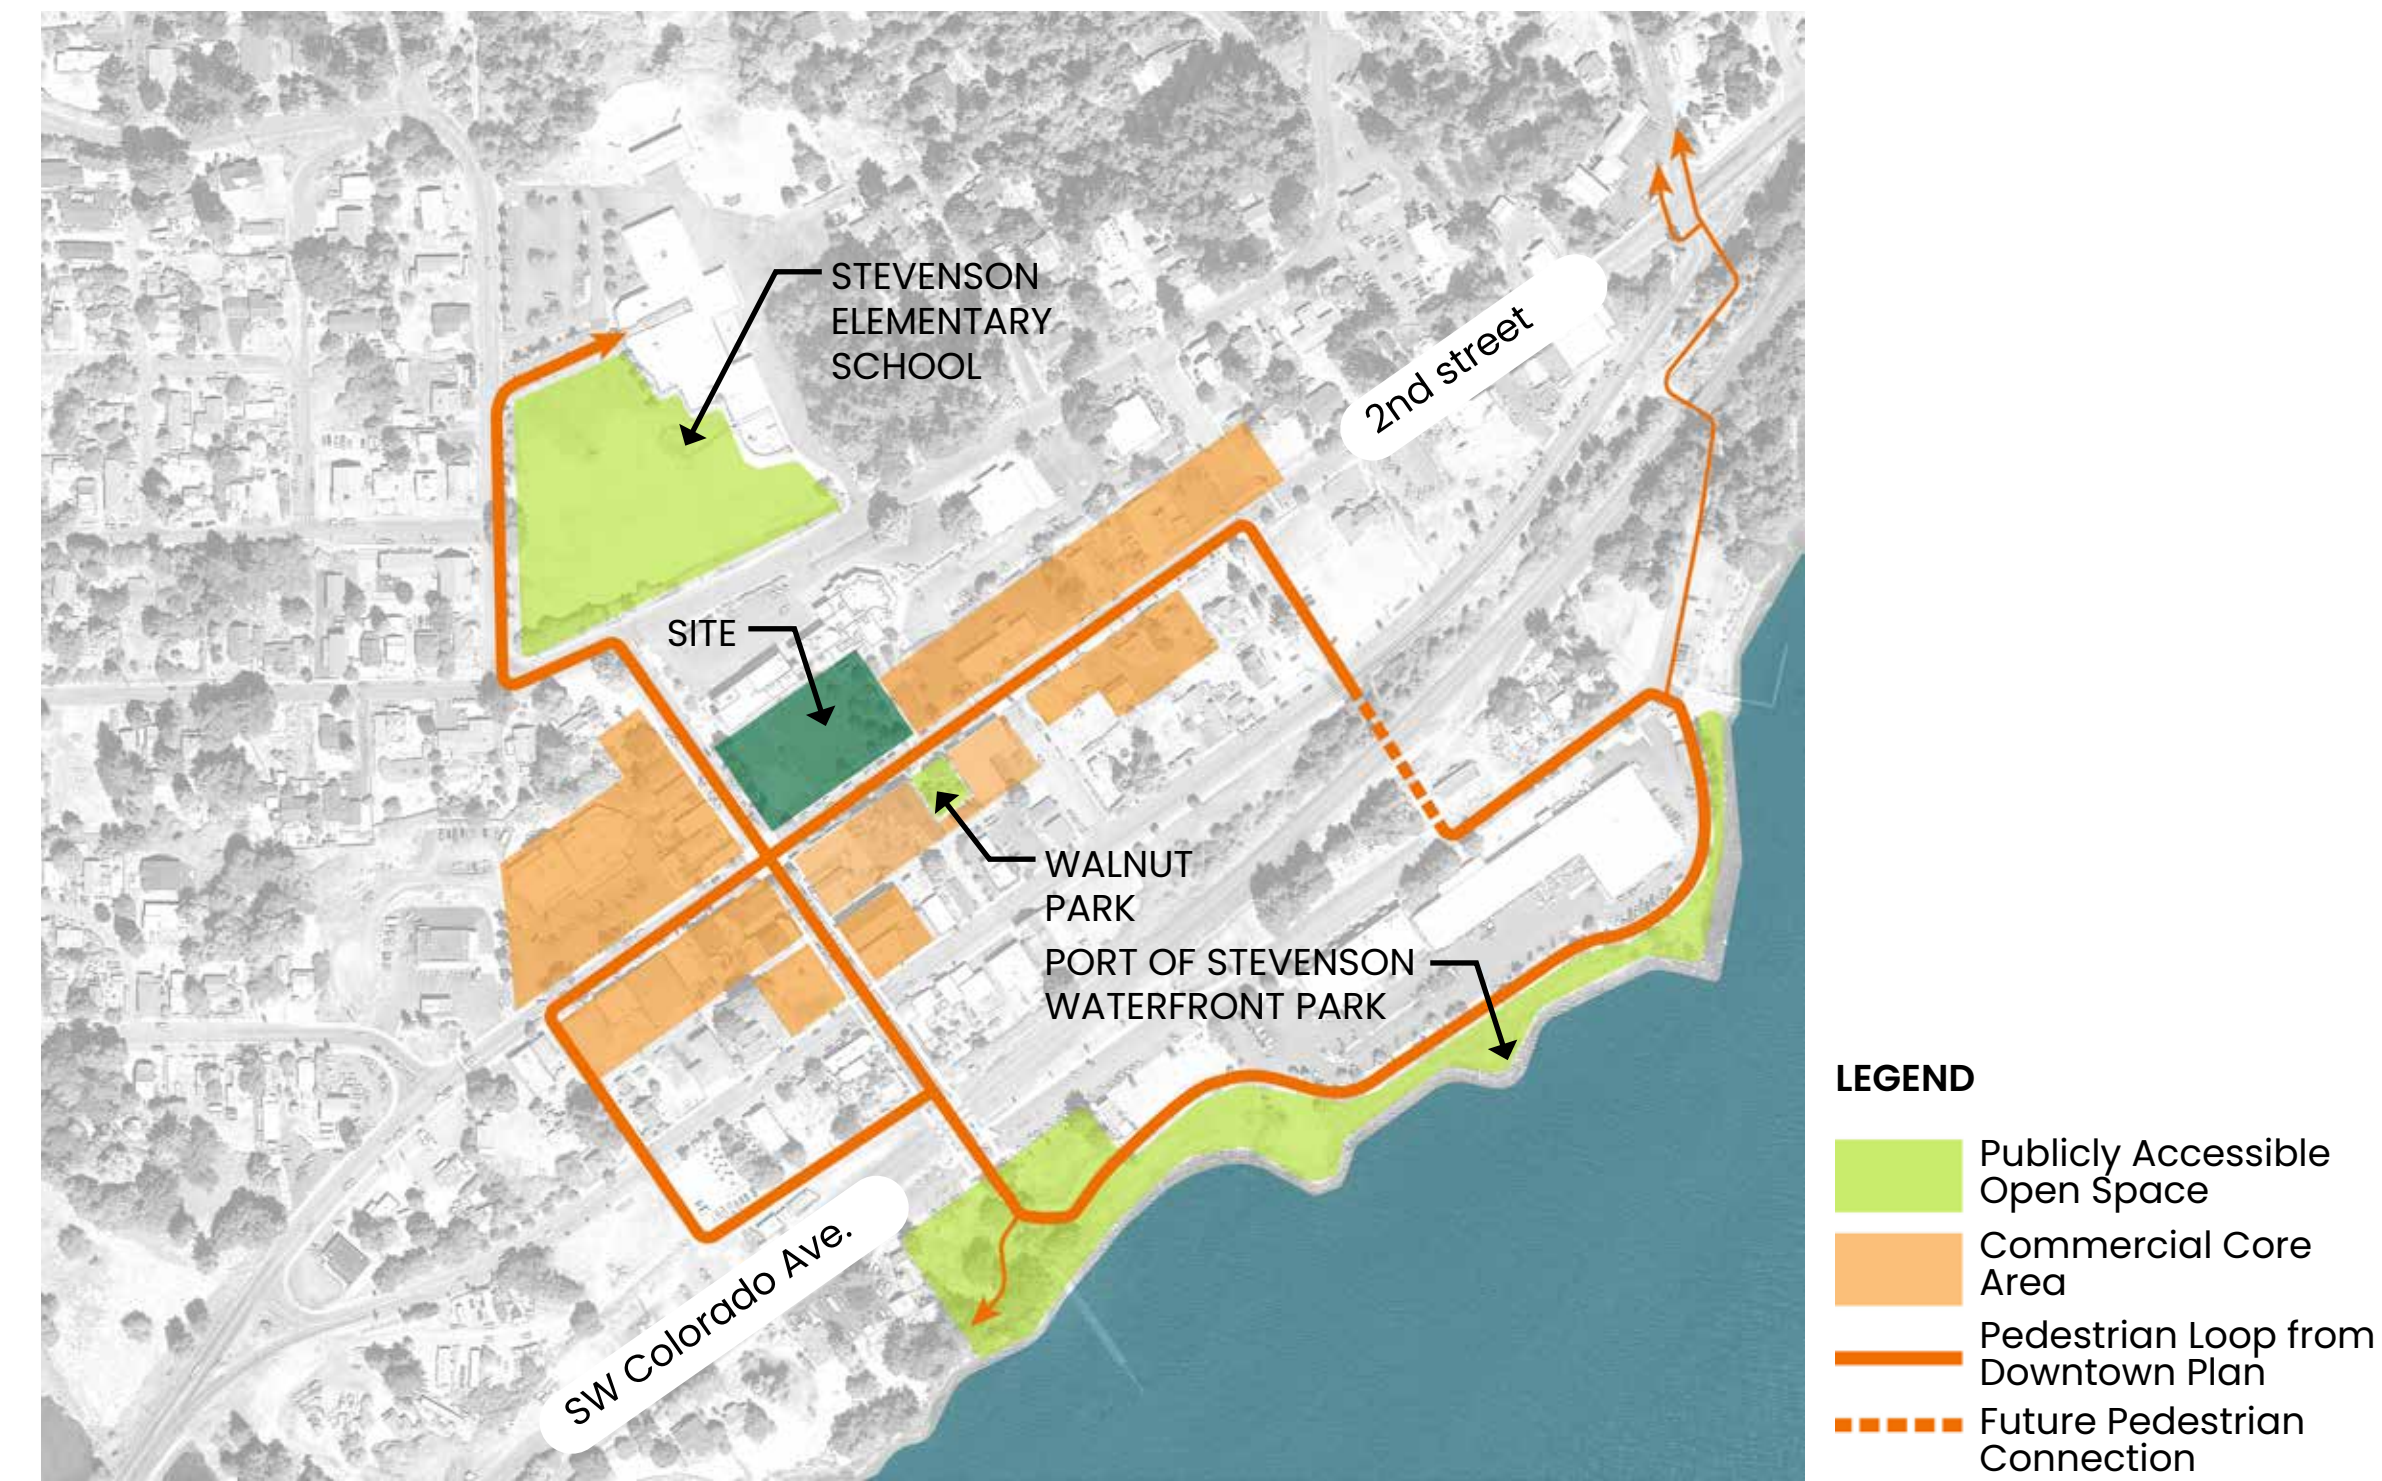 STEVENSON
ELEMENTARY
SCHOOL
2nd street
SITE
WALNUT
PARK
PORT OF STEVENSON
WATERFRONT PARK
SW Colorado Ave.
LEGEND
Publicly Accessible
Open Space
Commercial Core
Area
Pedestrian Loop from
Downtown Plan
Future Pedestrian
Connection